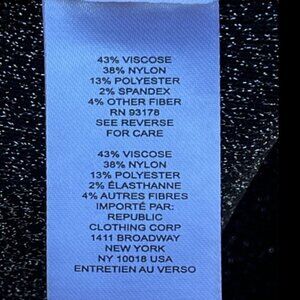 43% VISCOSE
38% NYLON
13% POLYESTER
2% SPANDEX
4% OTHER FIBER
RN 93178
SEE REVERSE
FOR CARE
43% VISCOSE
38% NYLON
13% POLYESTER
2% ÉLASTHANNE
4% AUTRES FIBRES
IMPORTÉ PAR:
REPUBLIC
CLOTHING CORP
1411 BROADWAY
NEW YORK
NY 10018 USA
ENTRETIEN AU VERSO